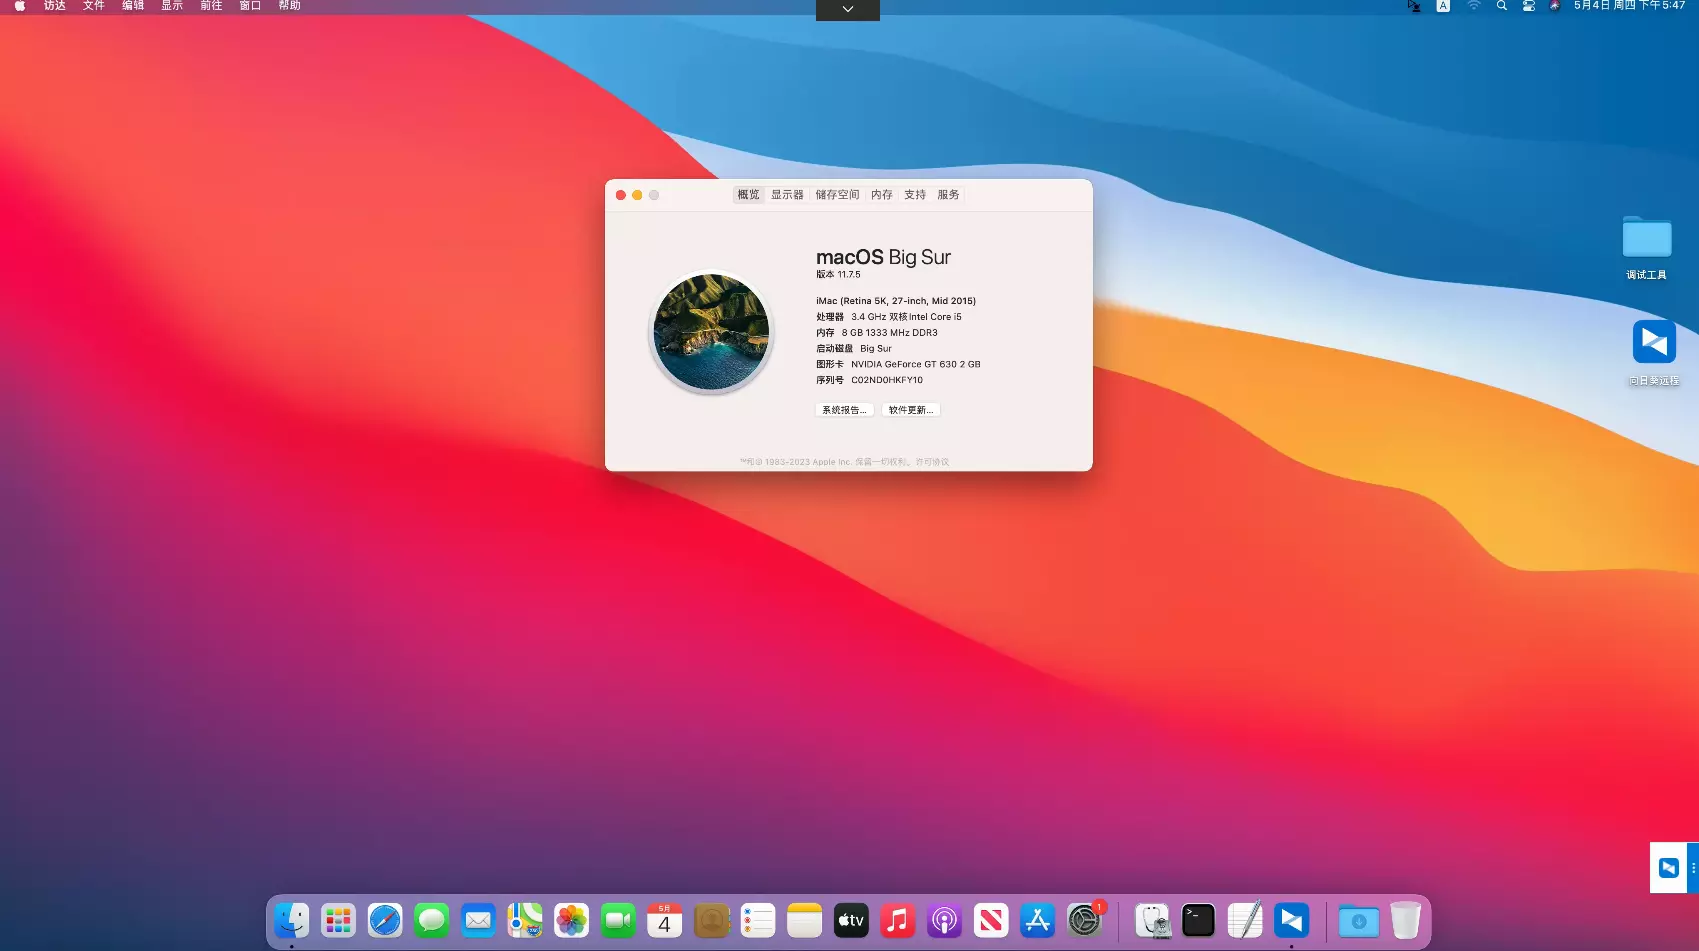 访达 文件 编辑 显示 前往 窗口 帮助
A
5月4日 周四 下午5:47
概览 显示器 储存空间 内存 支持 服务
macOS Big Sur
版本 11.7.5
iMac (Retina 5K, 27-inch, Mid 2015)
处理器 3.4 GHz 双核Intel Core i5
内存 8 GB 1333 MHz DDR3
启动磁盘 Big Sur
图形卡 NVIDIA GeForce GT 630 2 GB
序列号 C02ND0HKFY10
系统报告... 软件更新...
™和© 1983-2023 Apple Inc. 保留一切权利。许可协议
调试工具
向日葵远程
5月
4
tv
1
>_